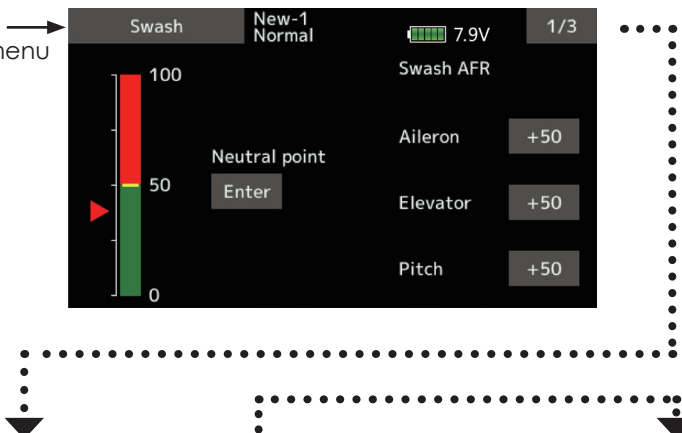 menu
Swash
New-1
Normal
7.9V
1/3
Swash AFR
100
50
0
Neutral point
Enter
Aileron +50
Elevator +50
Pitch +50